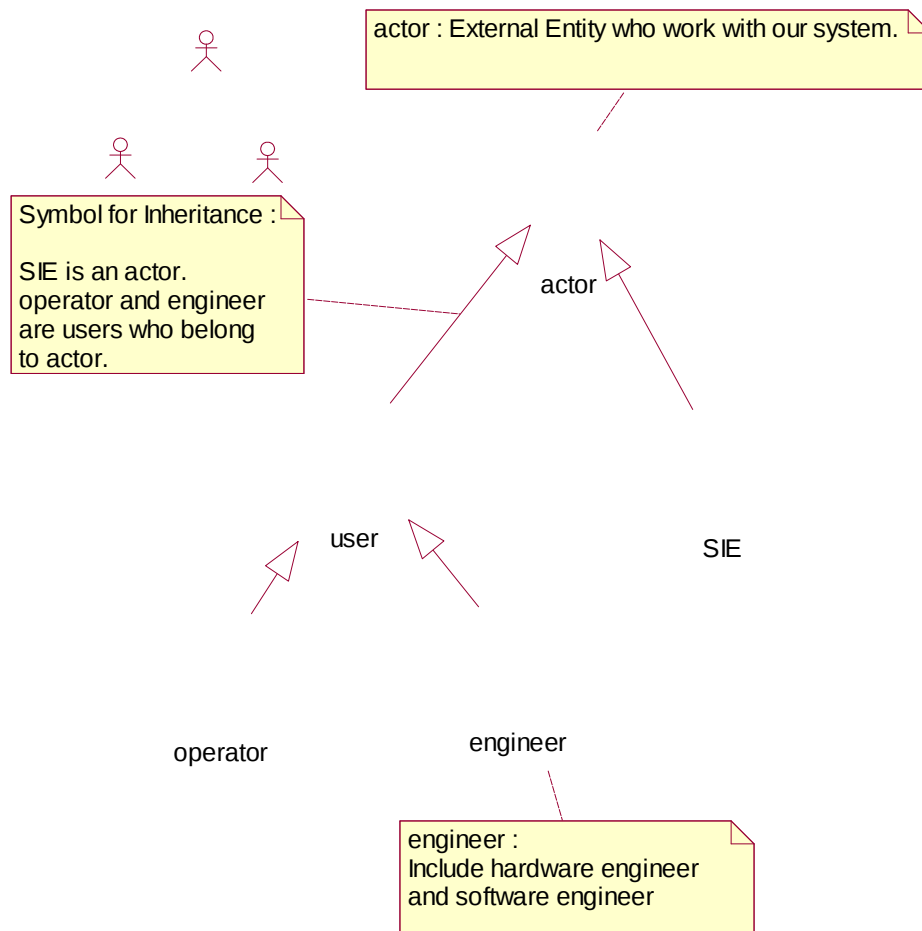 actor : External Entity who work with our system.
Symbol for Inheritance :
SIE is an actor.
operator and engineer
are users who belong
to actor.
actor
user
SIE
operator
engineer
engineer :
Include hardware engineer
and software engineer